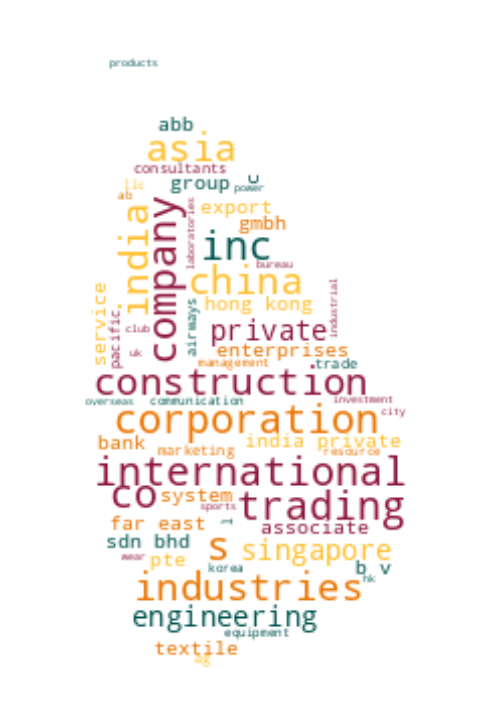 products
abb
asia
consultants
llc
group
u
power
ab
export
india
company
laboratories
gmbh
inc
bureau
china
service
hong kong
industrial
pacific
airways
club
private
uk
enterprises
management
trade
construction
overseas
communication
investment
corporation
city
bank
india private
marketing
resource
international
co
system
trading
sports
far east
associate
sdn bhd
s
singapore
wear
pte
korea
b v
hk
industries
engineering
equipment
textile
ag